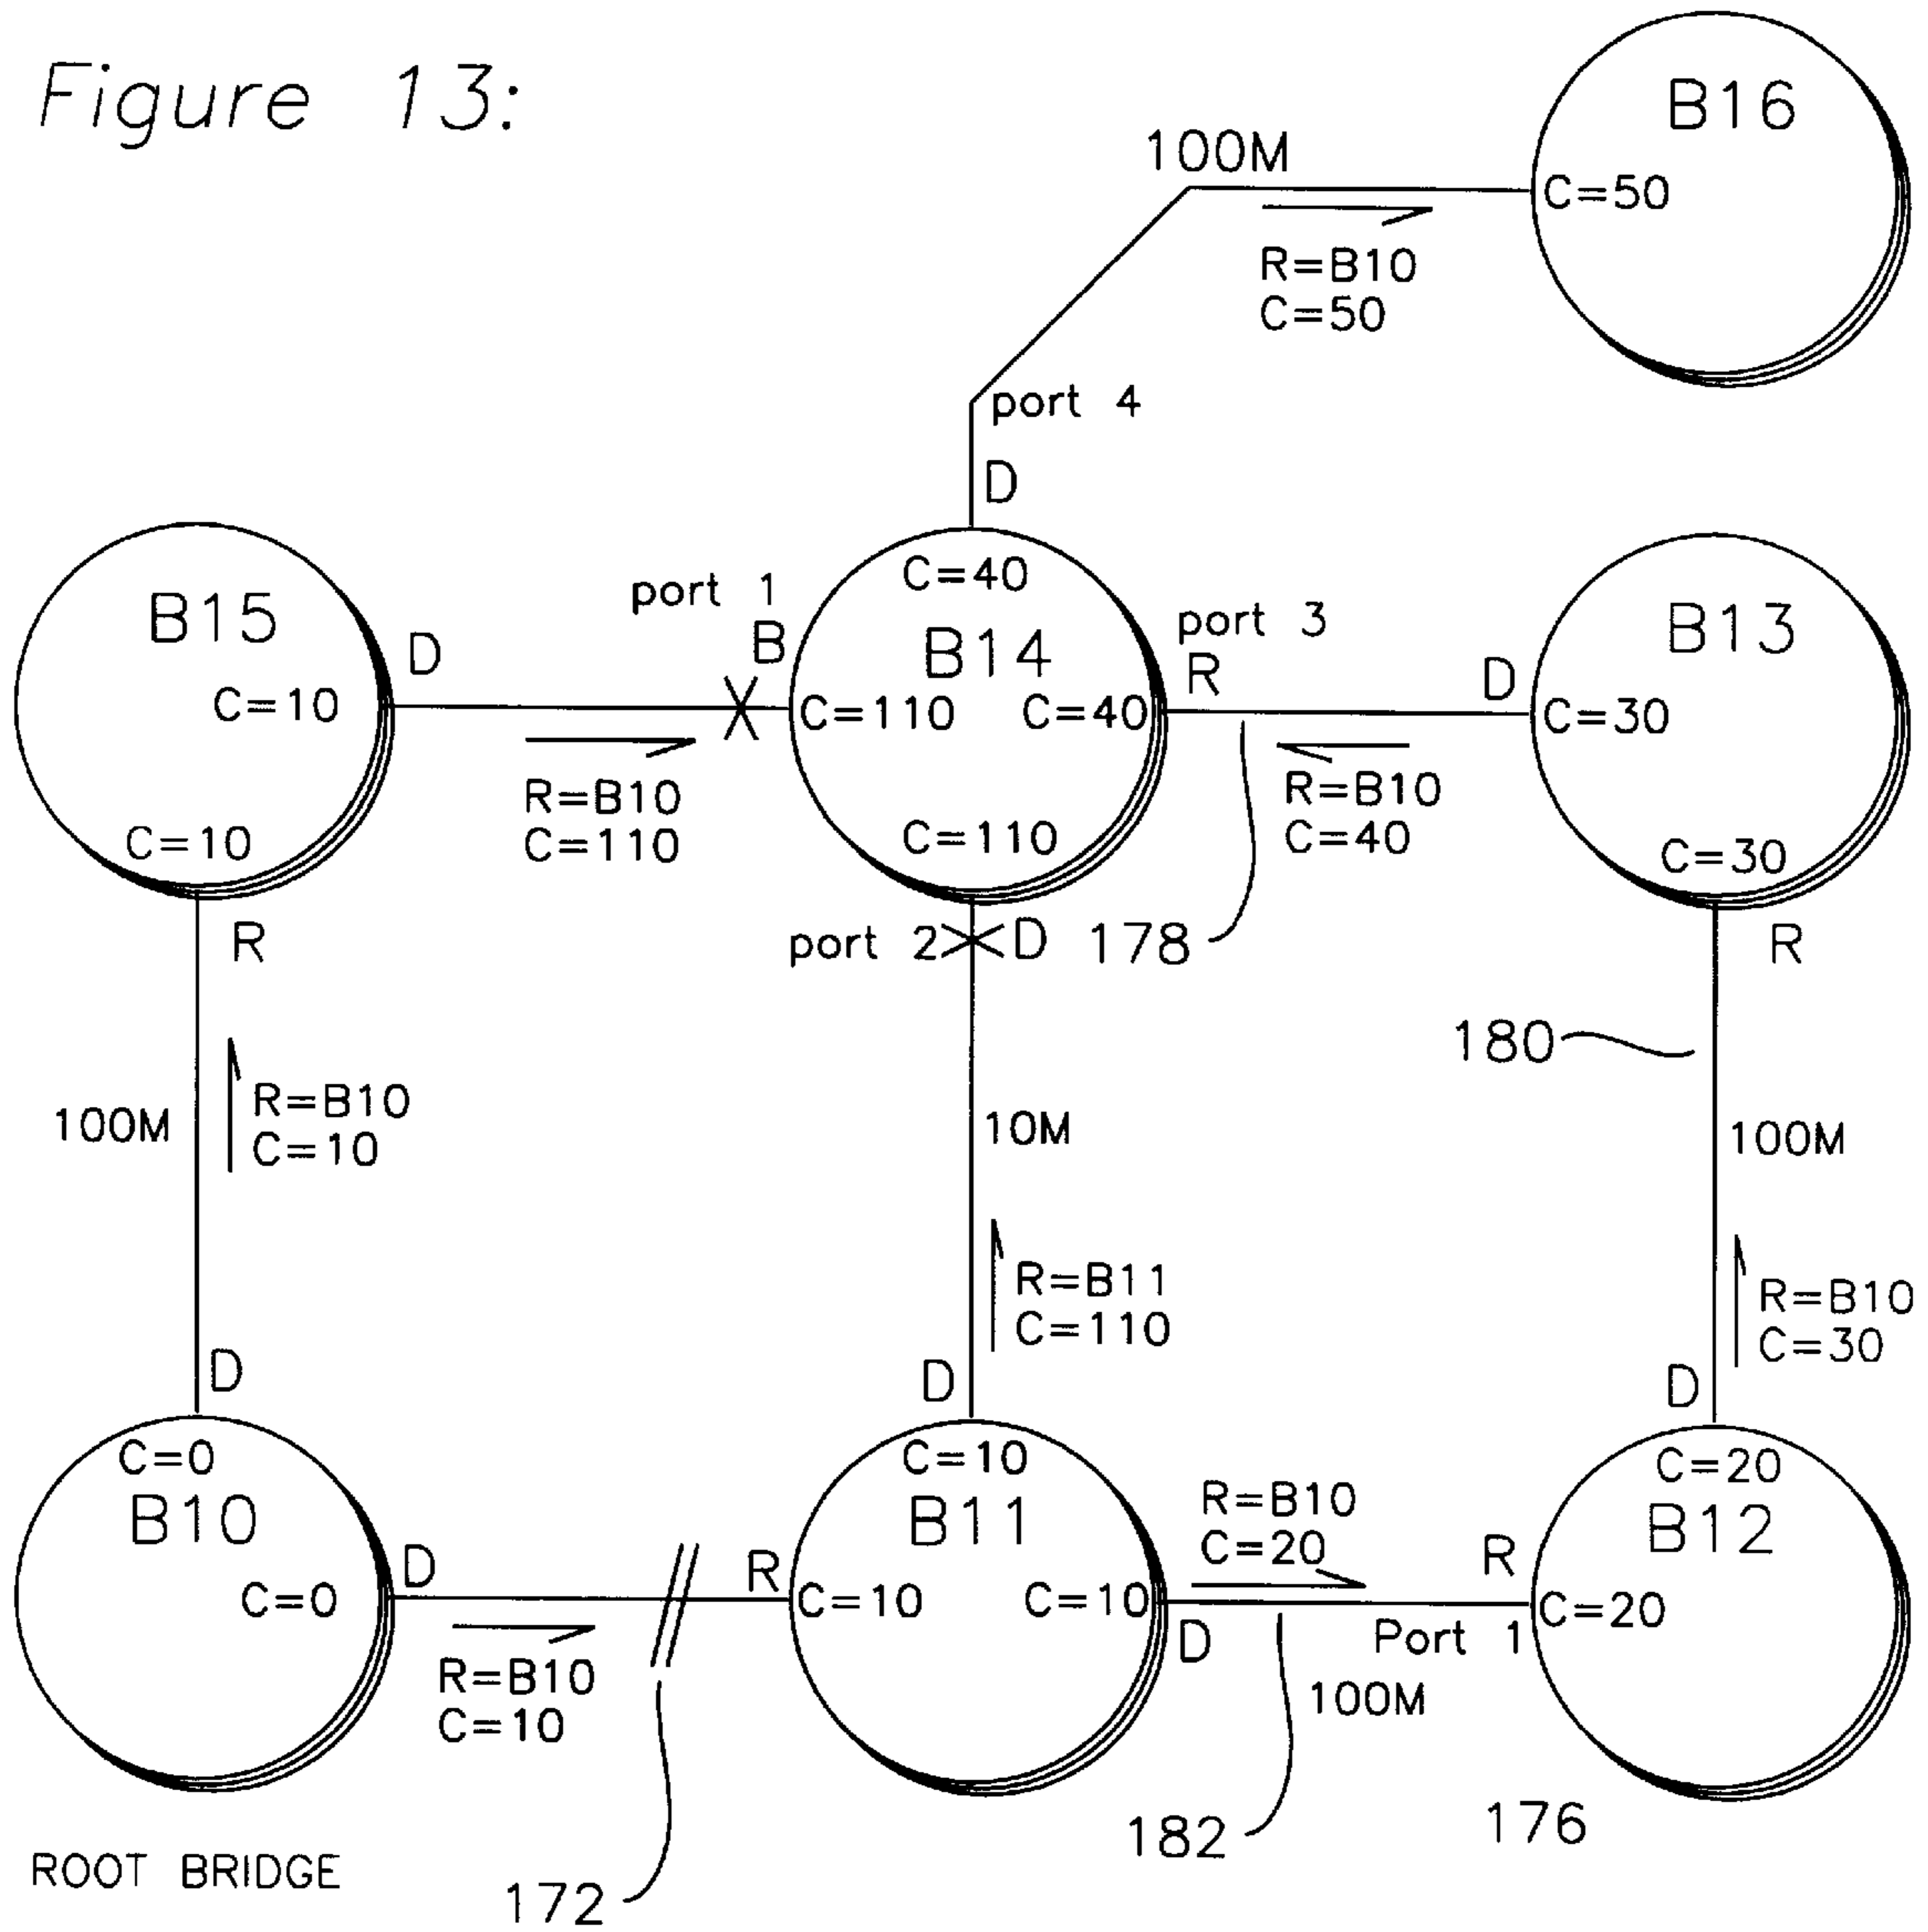 Figure 13:
B16
100M
C=50
R=B10
C=50
port 4
D
C=40
port 1
B15
B
D
B14
port 3
R
B13
D
C=10
C=110
C=40
C=30
R=B10
C=110
R=B10
C=40
C=10
C=110
C=30
R
port 2
D
178
R
180
100M
R=B10
C=10
10M
100M
R=B11
C=110
R=B10
C=30
D
D
D
C=0
C=10
C=20
B10
B11
B12
R=B10
C=20
D
R
R
C=0
C=10
C=10
C=20
D
Port 1
R=B10
C=10
100M
182
176
ROOT BRIDGE
172